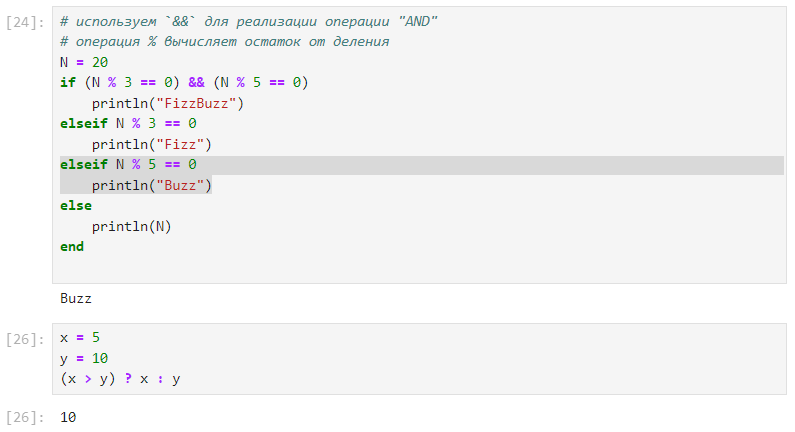 [24]:
# используем `&&` для реализации операции "AND"
# операция % вычисляет остаток от деления
N = 20
if (N % 3 == 0) && (N % 5 == 0)
    println("FizzBuzz")
elseif N % 3 == 0
    println("Fizz")
elseif N % 5 == 0
    println("Buzz")
else
    println(N)
end
Buzz
[26]:
x = 5
y = 10
(x > y) ? x : y
[26]:
10